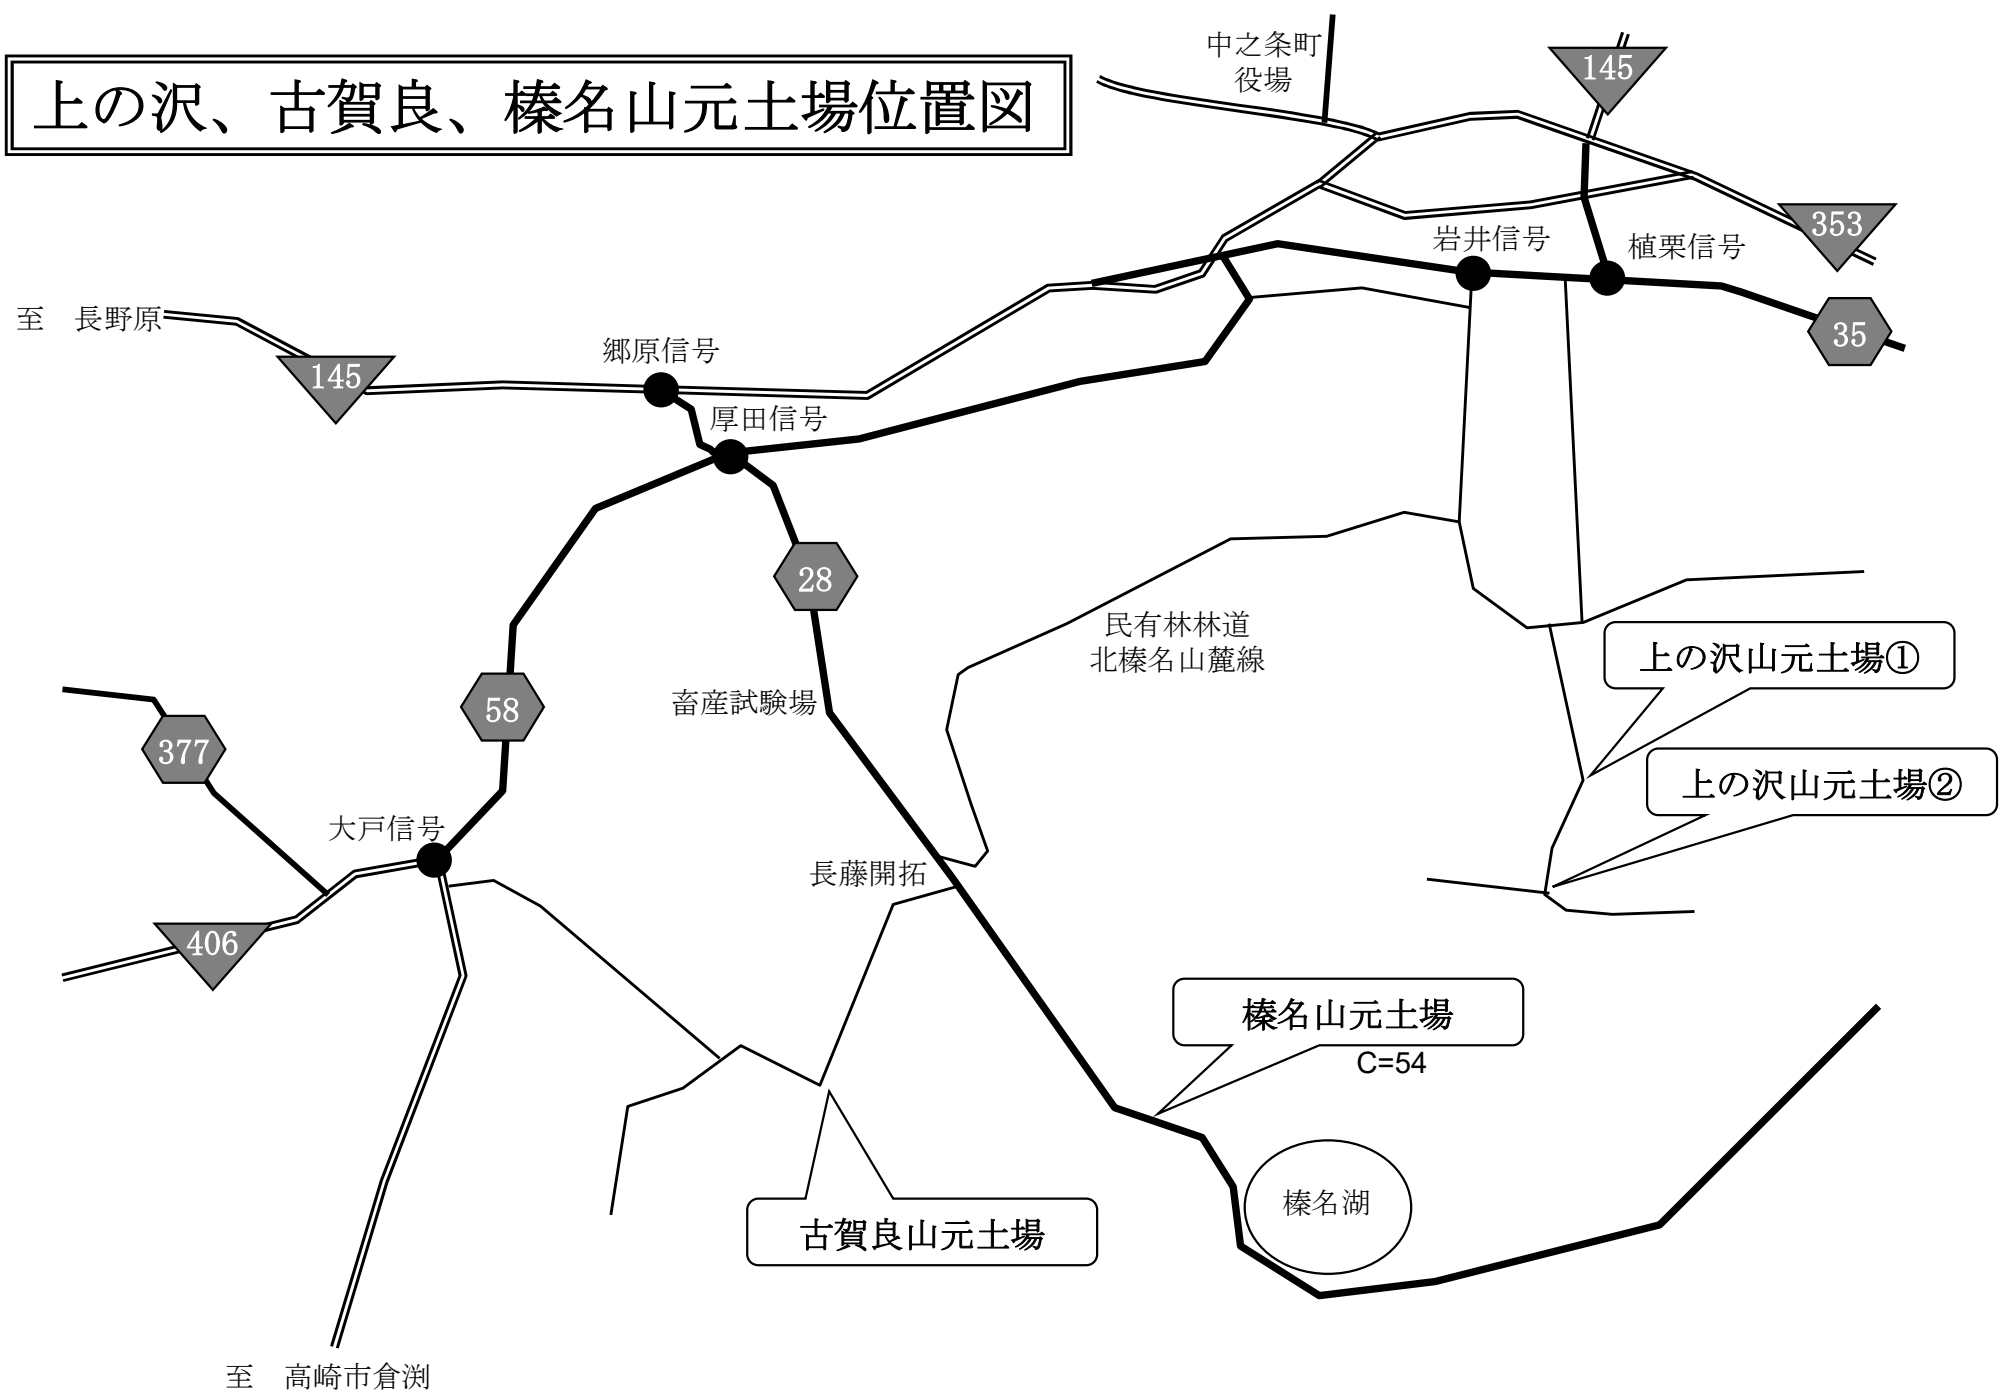 上の沢、古賀良、榛名山元土場位置図
中之条町
役場
145
353
岩井信号
植栗信号
35
至　長野原
145
郷原信号
厚田信号
28
民有林林道
北榛名山麓線
上の沢山元土場①
58
畜産試験場
377
上の沢山元土場②
大戸信号
長藤開拓
406
榛名山元土場
C=54
榛名湖
古賀良山元土場
至　高崎市倉渕